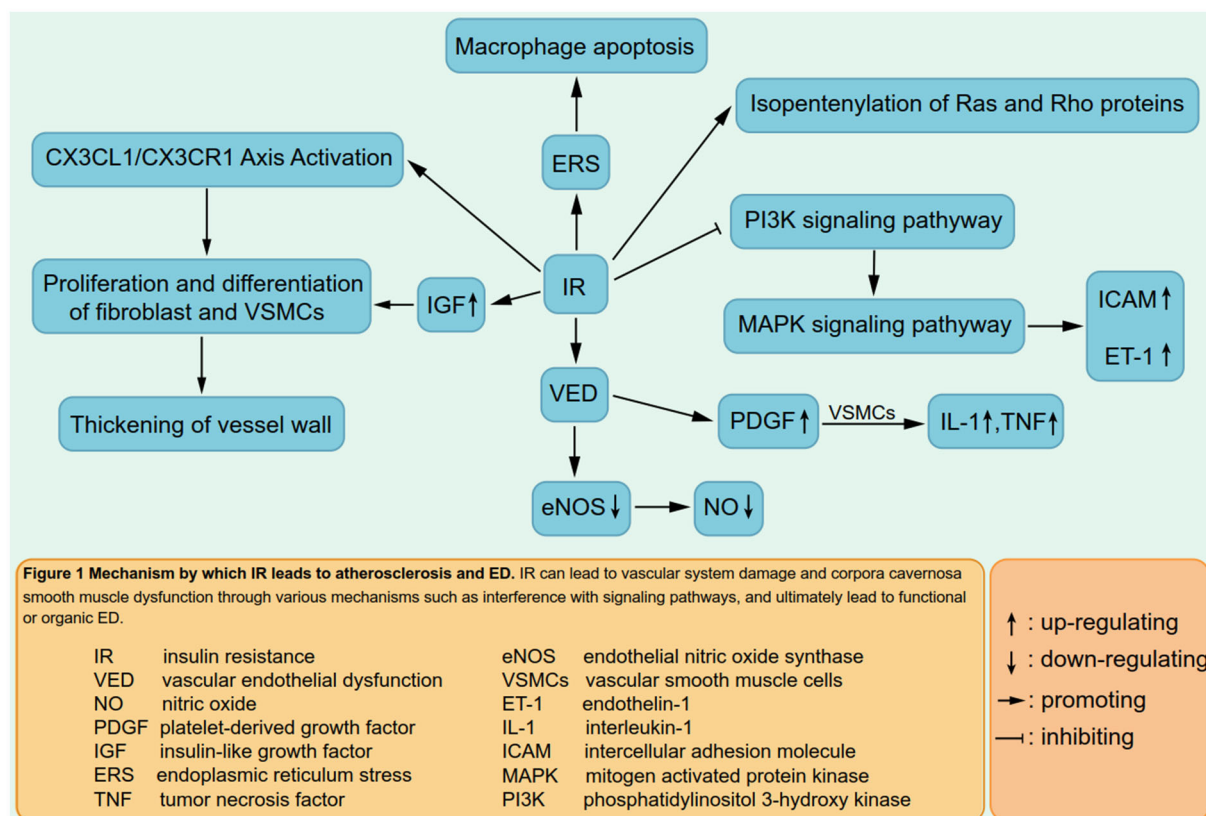 Macrophage apoptosis
Isopentenylation of Ras and Rho proteins
CX3CL1/CX3CR1 Axis Activation
ERS
PI3K signaling pathyway
Proliferation and differentiation
of fibroblast and VSMCs
IGF↑
IR
ICAM↑
MAPK signaling pathyway
ET-1↑
VED
Thickening of vessel wall
PDGF↑
VSMCs
IL-1↑,TNF↑
eNOS↓
NO↓
Figure 1 Mechanism by which IR leads to atherosclerosis and ED. IR can lead to vascular system damage and corpora cavernosa
smooth muscle dysfunction through various mechanisms such as interference with signaling pathways, and ultimately lead to functional
or organic ED.
IR insulin resistance
VED vascular endothelial dysfunction
NO nitric oxide
PDGF platelet-derived growth factor
IGF insulin-like growth factor
ERS endoplasmic reticulum stress
TNF tumor necrosis factor
eNOS endothelial nitric oxide synthase
VSMCs vascular smooth muscle cells
ET-1 endothelin-1
IL-1 interleukin-1
ICAM intercellular adhesion molecule
MAPK mitogen activated protein kinase
PI3K phosphatidylinositol 3-hydroxy kinase
↑ : up-regulating
↓ : down-regulating
→ : promoting
⊣ : inhibiting